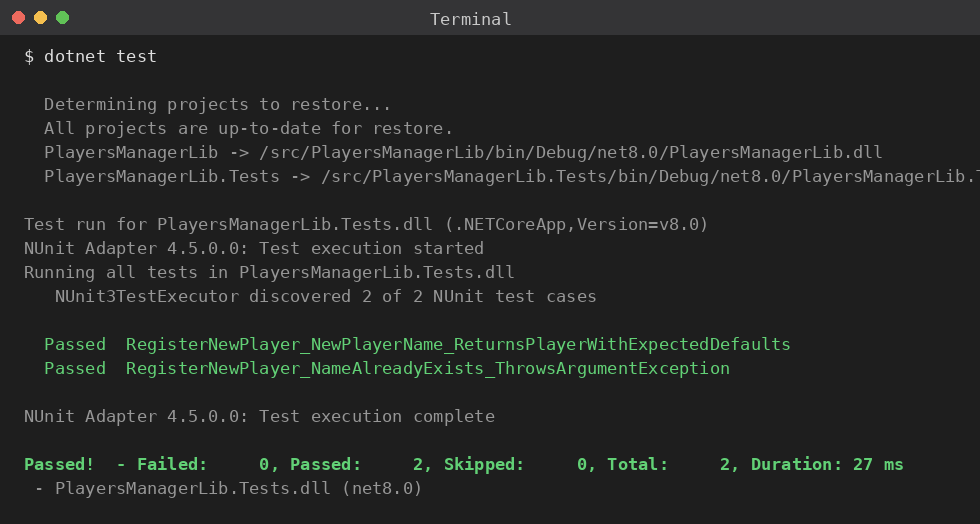 Terminal
$ dotnet test
Determining projects to restore...
All projects are up-to-date for restore.
PlayersManagerLib -> /src/PlayersManagerLib/bin/Debug/net8.0/PlayersManagerLib.dll
PlayersManagerLib.Tests -> /src/PlayersManagerLib.Tests/bin/Debug/net8.0/PlayersManagerLib.
Test run for PlayersManagerLib.Tests.dll (.NETCoreApp,Version=v8.0)
NUnit Adapter 4.5.0.0: Test execution started
Running all tests in PlayersManagerLib.Tests.dll
NUnit3TestExecutor discovered 2 of 2 NUnit test cases
Passed  RegisterNewPlayer_NewPlayerName_ReturnsPlayerWithExpectedDefaults
Passed  RegisterNewPlayer_NameAlreadyExists_ThrowsArgumentException
NUnit Adapter 4.5.0.0: Test execution complete
Passed!  - Failed:     0, Passed:     2, Skipped:     0, Total:     2, Duration: 27 ms
- PlayersManagerLib.Tests.dll (net8.0)